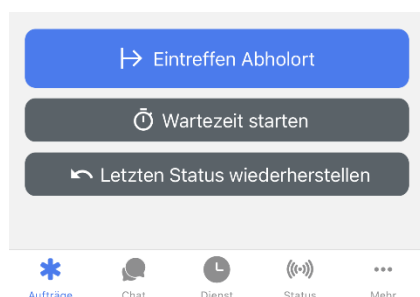 Eintreffen Abholort
Wartezeit starten
Letzten Status wiederherstellen
Aufträge Chat Dienst Status Mehr